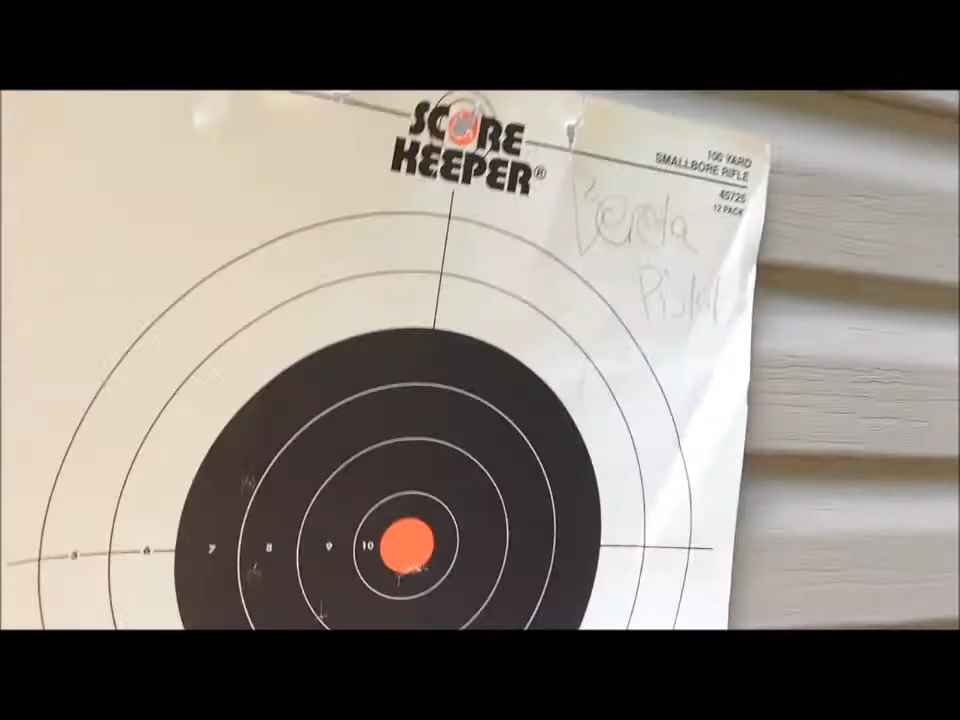 SCORE
KEEPER®
100 YARD
SMALLBORE RIFLE
45725
12 PACK
Pistol
5 6 7 8 9 10